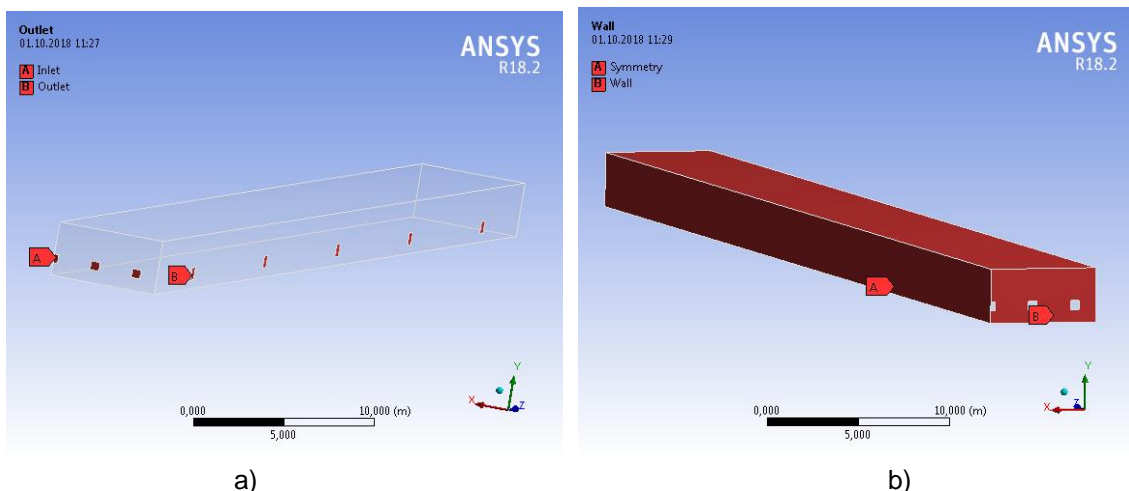 Outlet
01.10.2018 11:27
A Inlet
B Outlet
ANSYS
R18.2
A
B
Y
X
Z
0,000
10,000 (m)
5,000
a)
Wall
01.10.2018 11:29
A Symmetry
B Wall
ANSYS
R18.2
A
B
Y
X
Z
0,000
10,000 (m)
5,000
b)